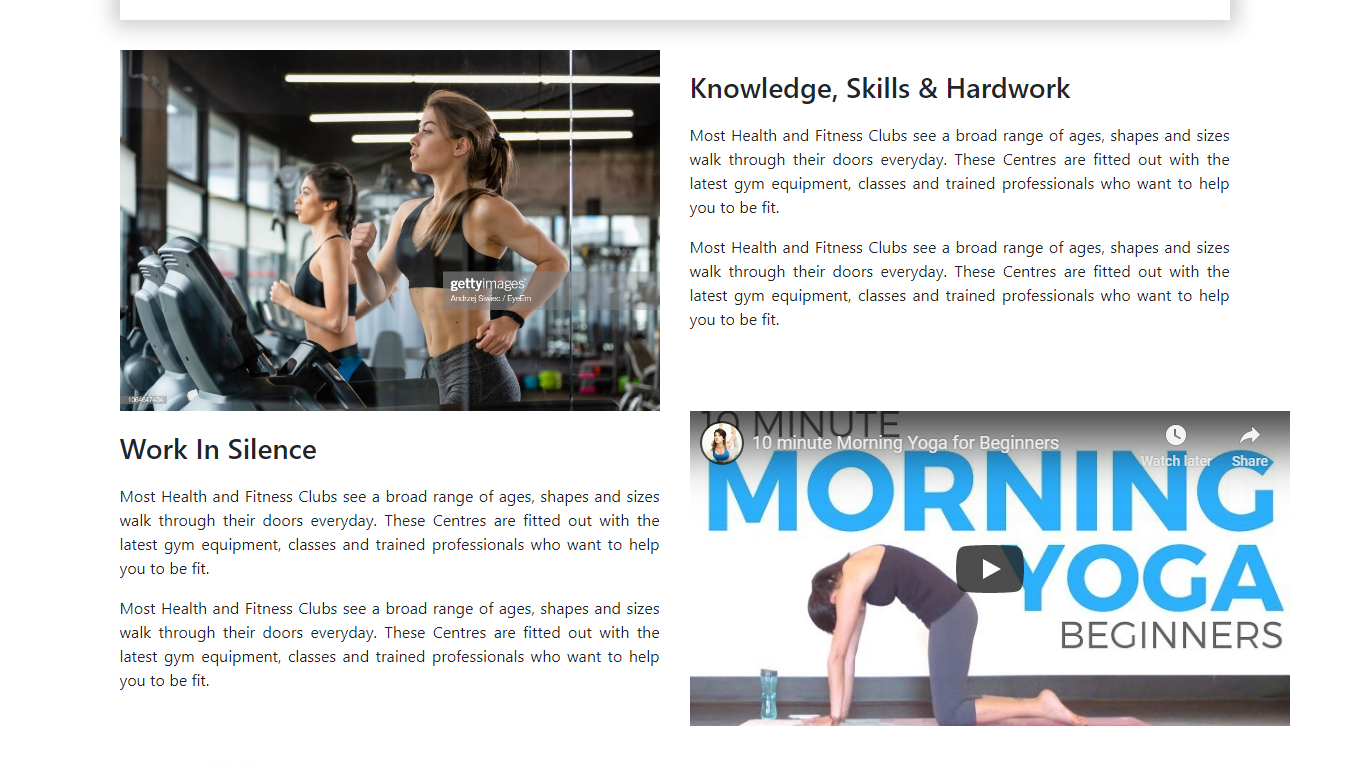 gettyimages®
Andrzej Siwiec / EyeEm
1064647434
Knowledge, Skills & Hardwork
Most Health and Fitness Clubs see a broad range of ages, shapes and sizes
walk through their doors everyday. These Centres are fitted out with the
latest gym equipment, classes and trained professionals who want to help
you to be fit.
Most Health and Fitness Clubs see a broad range of ages, shapes and sizes
walk through their doors everyday. These Centres are fitted out with the
latest gym equipment, classes and trained professionals who want to help
you to be fit.
Work In Silence
Most Health and Fitness Clubs see a broad range of ages, shapes and sizes
walk through their doors everyday. These Centres are fitted out with the
latest gym equipment, classes and trained professionals who want to help
you to be fit.
Most Health and Fitness Clubs see a broad range of ages, shapes and sizes
walk through their doors everyday. These Centres are fitted out with the
latest gym equipment, classes and trained professionals who want to help
you to be fit.
10 MINUTE
10 minute Morning Yoga for Beginners
Watch later
Share
MORNING
YOGA
BEGINNERS